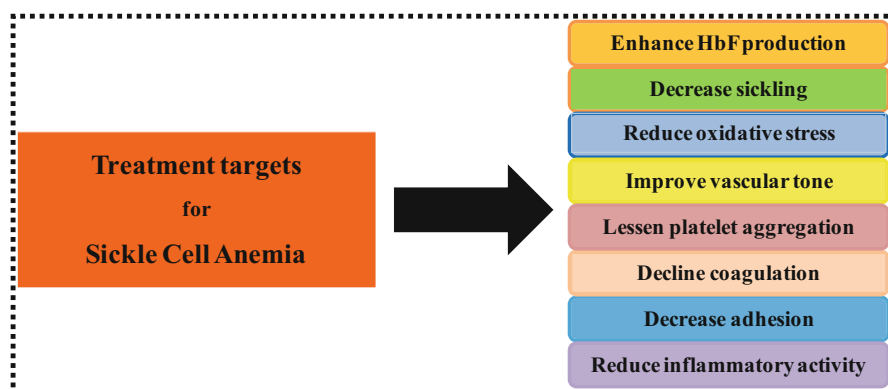 Treatment targets
for
Sickle Cell Anemia
Enhance HbF production
Decrease sickling
Reduce oxidative stress
Improve vascular tone
Lessen platelet aggregation
Decline coagulation
Decrease adhesion
Reduce inflammatory activity